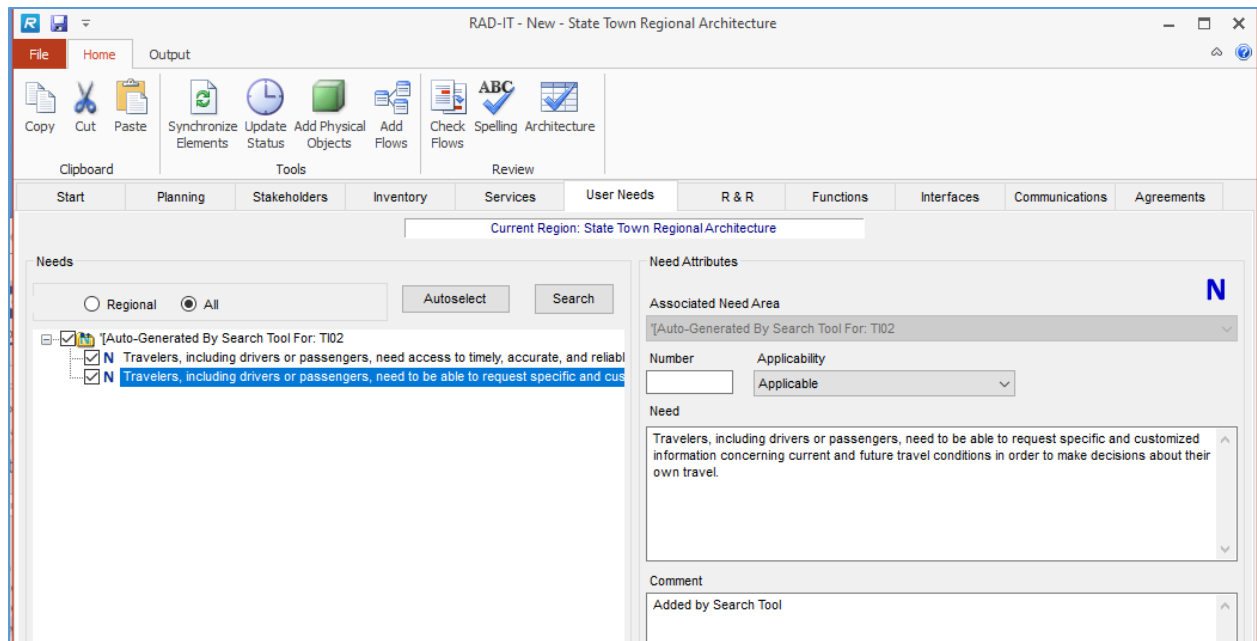 RAD-IT - New - State Town Regional Architecture
File Home Output
Copy Cut Paste Synchronize Elements Update Status Add Physical Objects Add Flows Check Flows ABC Spelling Architecture
Clipboard Tools Review
Start Planning Stakeholders Inventory Services User Needs R & R Functions Interfaces Communications Agreements
Current Region: State Town Regional Architecture
Needs
Regional All Autoselect Search
'[Auto-Generated By Search Tool For: TI02
N Travelers, including drivers or passengers, need access to timely, accurate, and reliabl
N Travelers, including drivers or passengers, need to be able to request specific and cus
Need Attributes
N
Associated Need Area
'[Auto-Generated By Search Tool For: TI02
Number Applicability
Applicable
Need
Travelers, including drivers or passengers, need to be able to request specific and customized
information concerning current and future travel conditions in order to make decisions about their
own travel.
Comment
Added by Search Tool